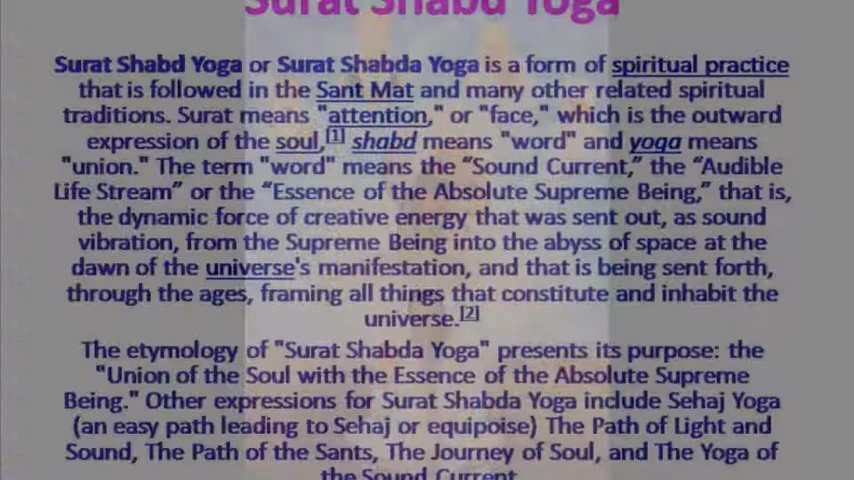 Surat Shabd Yoga
Surat Shabd Yoga or Surat Shabda Yoga is a form of spiritual practice
that is followed in the Sant Mat and many other related spiritual
traditions. Surat means "attention," or "face," which is the outward
expression of the soul,[1] shabd means "word" and yoga means
"union." The term "word" means the “Sound Current,” the “Audible
Life Stream” or the “Essence of the Absolute Supreme Being,” that is,
the dynamic force of creative energy that was sent out, as sound
vibration, from the Supreme Being into the abyss of space at the
dawn of the universe's manifestation, and that is being sent forth,
through the ages, framing all things that constitute and inhabit the
universe.[2]
The etymology of "Surat Shabda Yoga" presents its purpose: the
"Union of the Soul with the Essence of the Absolute Supreme
Being." Other expressions for Surat Shabda Yoga include Sehaj Yoga
(an easy path leading to Sehaj or equipoise) The Path of Light and
Sound, The Path of the Sants, The Journey of Soul, and The Yoga of
the Sound Current